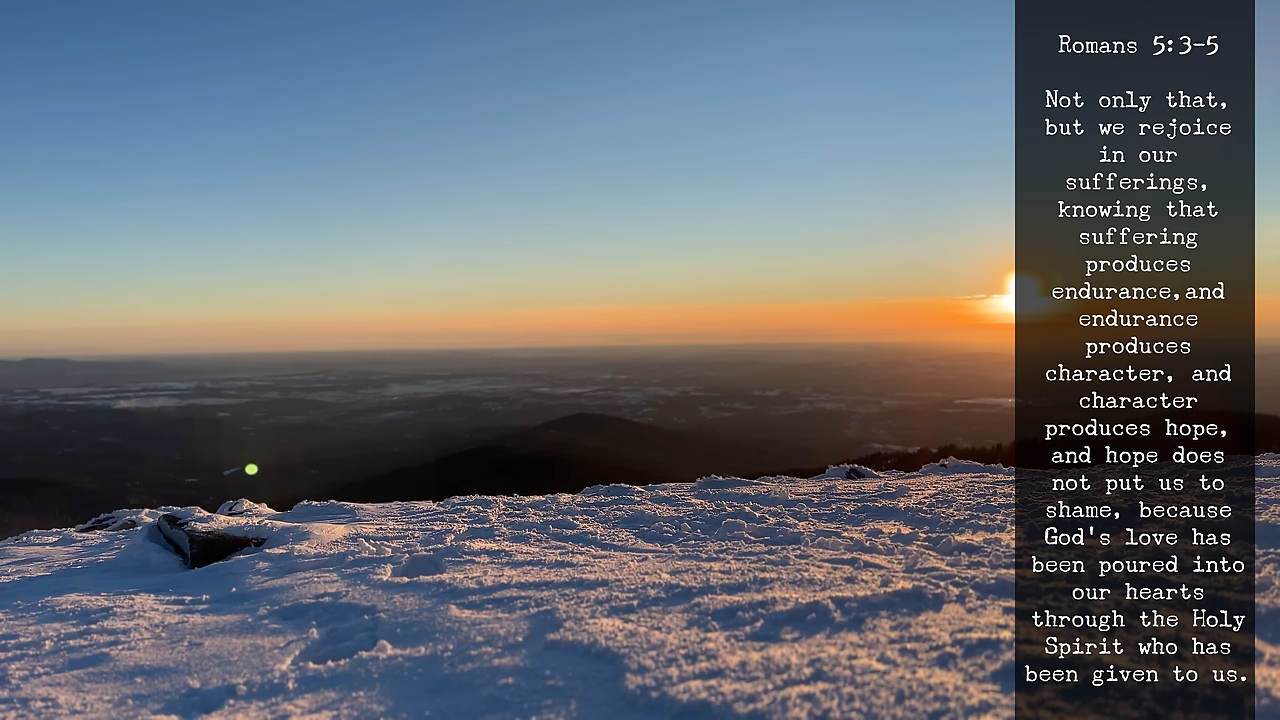 Romans 5:3-5
Not only that,
but we rejoice
in our
sufferings,
knowing that
suffering
produces
endurance,and
endurance
produces
character, and
character
produces hope,
and hope does
not put us to
shame, because
God's love has
been poured into
our hearts
through the Holy
Spirit who has
been given to us.